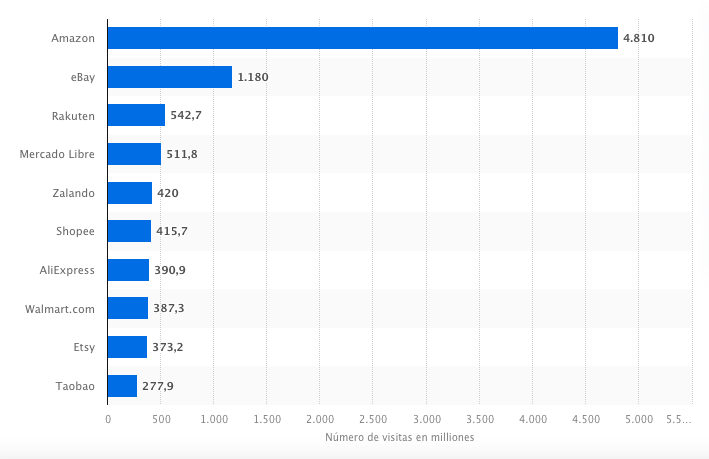 Amazon 4.810
eBay 1.180
Rakuten 542,7
Mercado Libre 511,8
Zalando 420
Shopee 415,7
AliExpress 390,9
Walmart.com 387,3
Etsy 373,2
Taobao 277,9
0 500 1.000 1.500 2.000 2.500 3.000 3.500 4.000 4.500 5.000 5.5...
Número de visitas en milliones